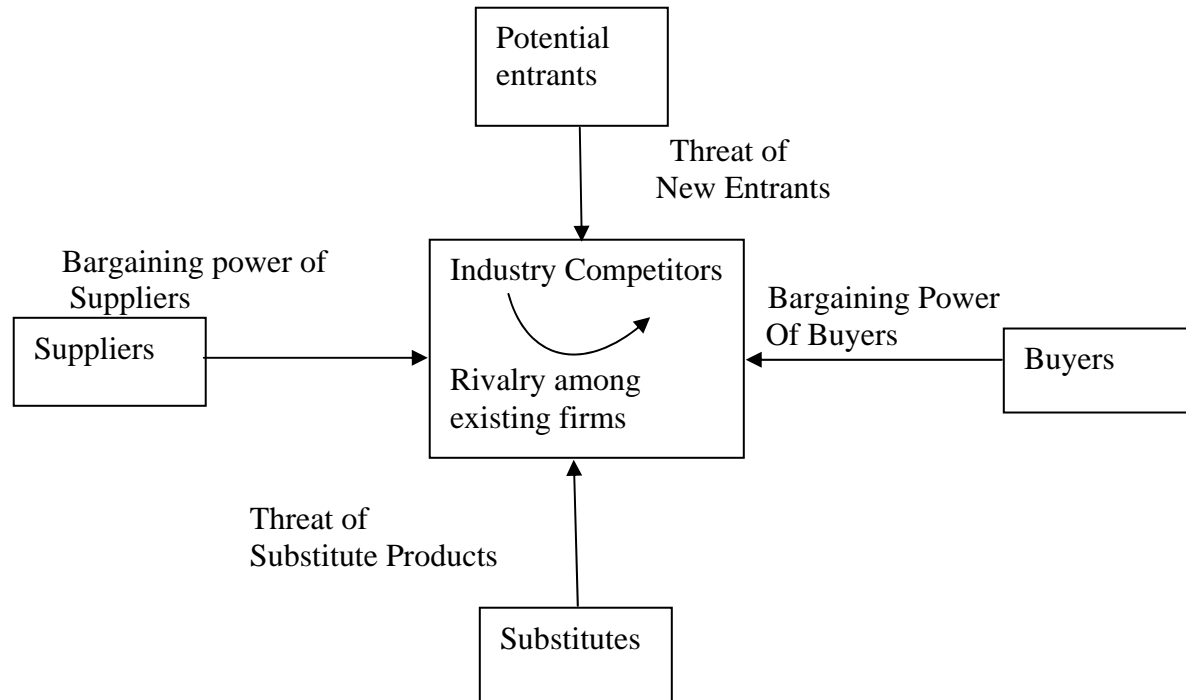 Potential
entrants
Threat of
New Entrants
Bargaining power of
Suppliers
Suppliers
Industry Competitors
Rivalry among
existing firms
Bargaining Power
Of Buyers
Buyers
Threat of
Substitute Products
Substitutes